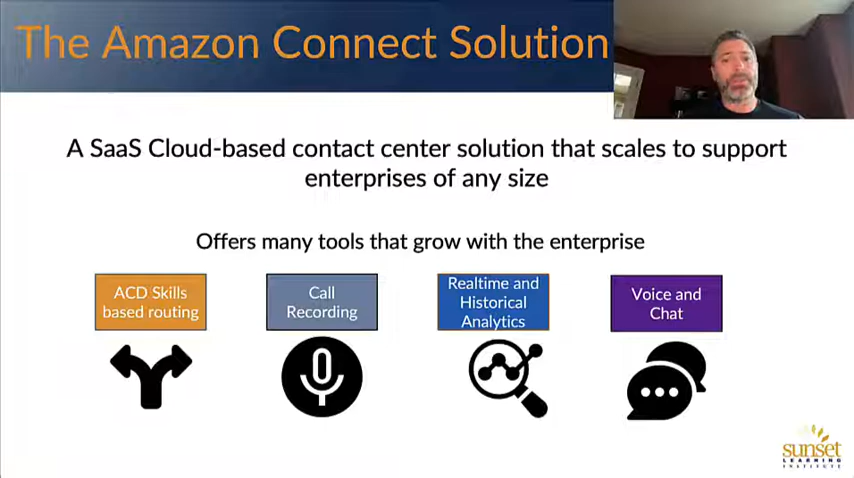 The Amazon Connect Solution
A SaaS Cloud-based contact center solution that scales to support
enterprises of any size
Offers many tools that grow with the enterprise
ACD Skills
based routing
Call
Recording
Realtime and
Historical
Analytics
Voice and
Chat
sunset
LEARNING
INSTITUTE